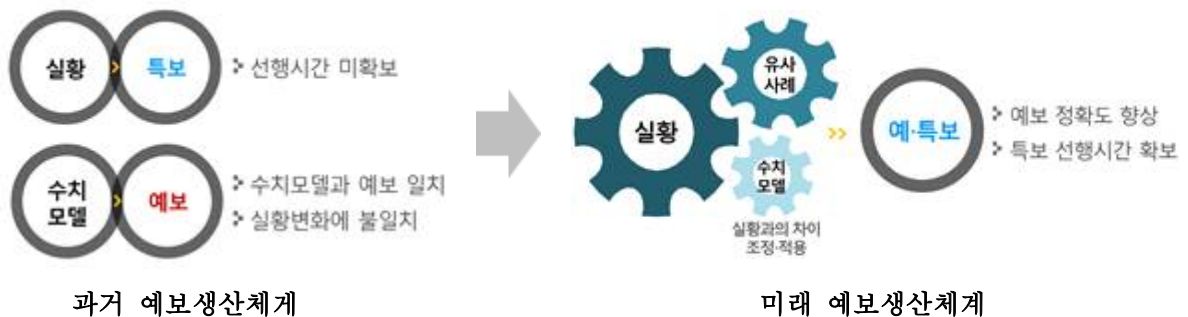 실황
특보
선행시간 미확보
수치
모델
예보
수치모델과 예보 일치
실황변화에 불일치
과거 예보생산체게
실황
유사
사례
수치
모델
실황과의 차이
조정·적용
예·특보
예보 정확도 향상
특보 선행시간 확보
미래 예보생산체계